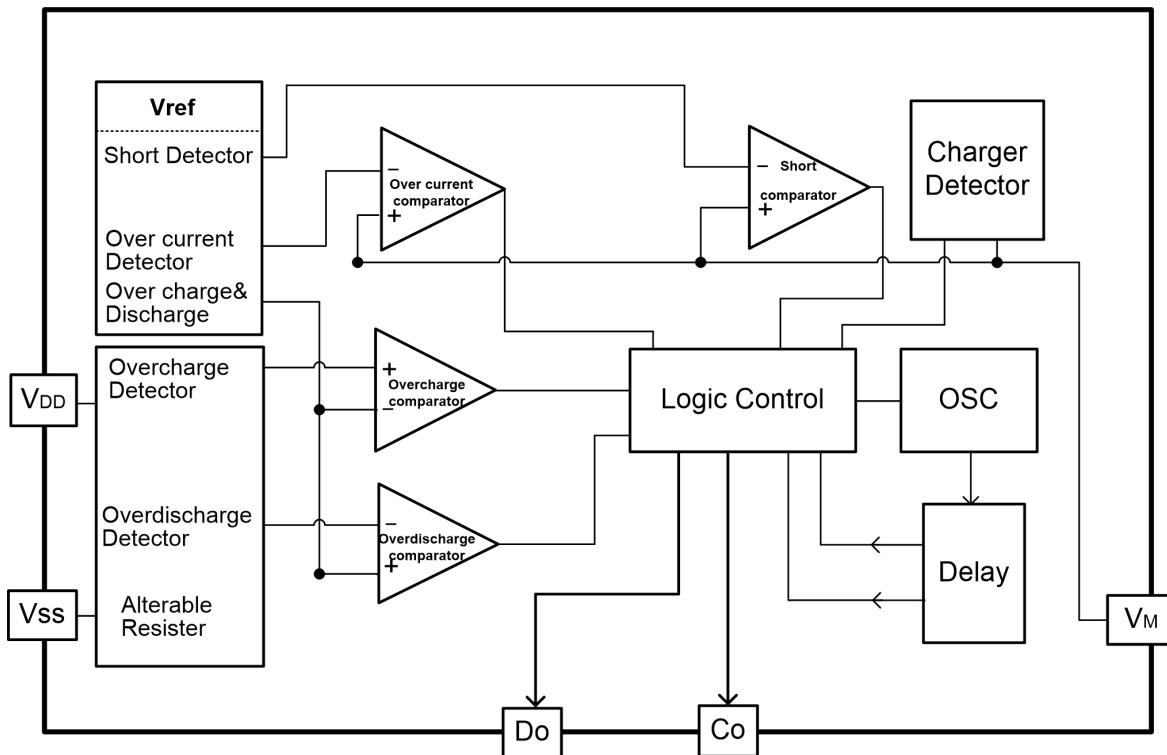 Vref
Short Detector
Over current
Detector
Over charge&
Discharge
− Over current
comparator
+
− Short
comparator
+
Charger
Detector
VDD
Overcharge
Detector
+
Overcharge
comparator
−
Logic Control
OSC
Overdischarge
Detector
−
Overdischarge
comparator
+
Delay
Vss
Alterable
Resister
VM
Do
Co